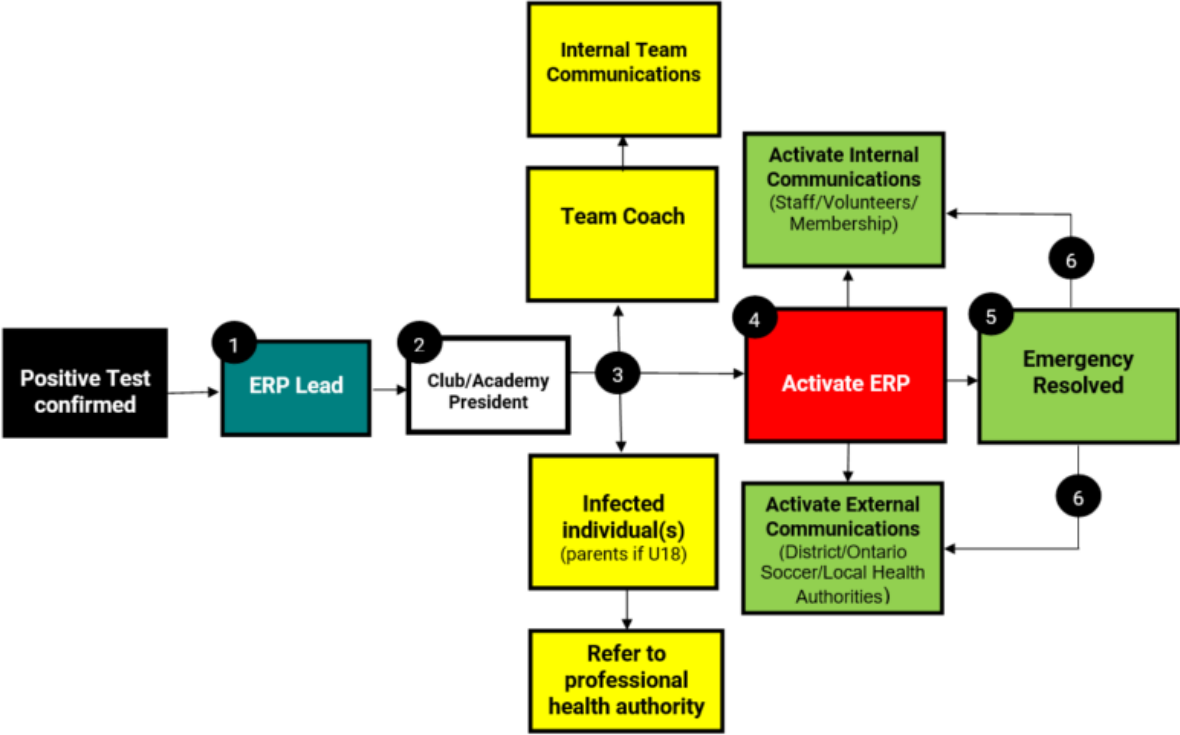 Internal Team
Communications
Activate Internal
Communications
(Staff/Volunteers/
Membership)
Team Coach
6
1
2
3
4
5
Positive Test
confirmed
ERP Lead
Club/Academy
President
Activate ERP
Emergency
Resolved
Infected
individual(s)
(parents if U18)
Activate External
Communications
(District/Ontario
Soccer/Local Health
Authorities)
6
Refer to
professional
health authority